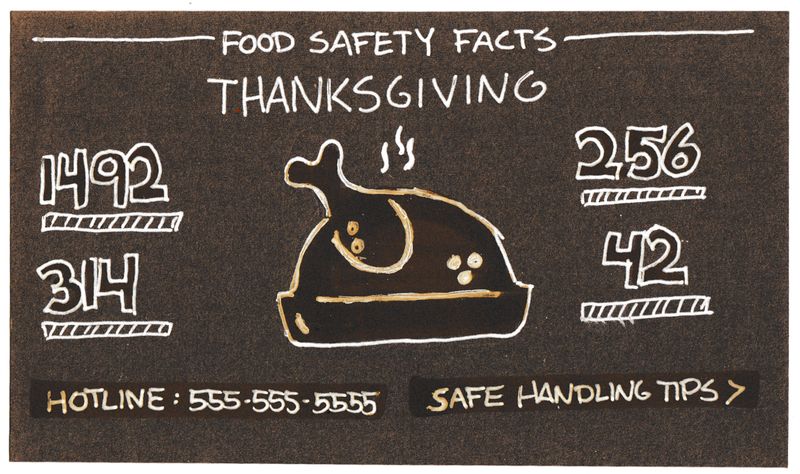 FOOD SAFETY FACTS
THANKSGIVING
1492
314
256
42
HOTLINE: 555-555-5555
SAFE HANDLING TIPS >